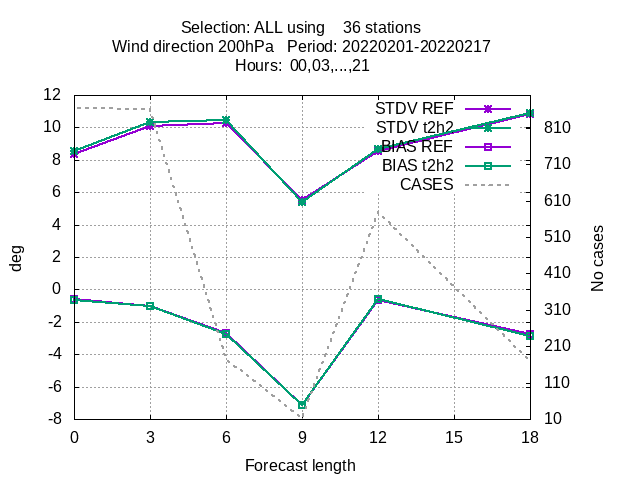 Selection: ALL using    36 stations
Wind direction 200hPa   Period: 20220201-20220217
Hours:  00,03,...,21
STDV REF
STDV t2h2
BIAS REF
BIAS t2h2
CASES
12
10
8
6
4
2
0
-2
-4
-6
-8
deg
810
710
610
510
410
310
210
110
10
No cases
0 3 6 9 12 15 18
Forecast length